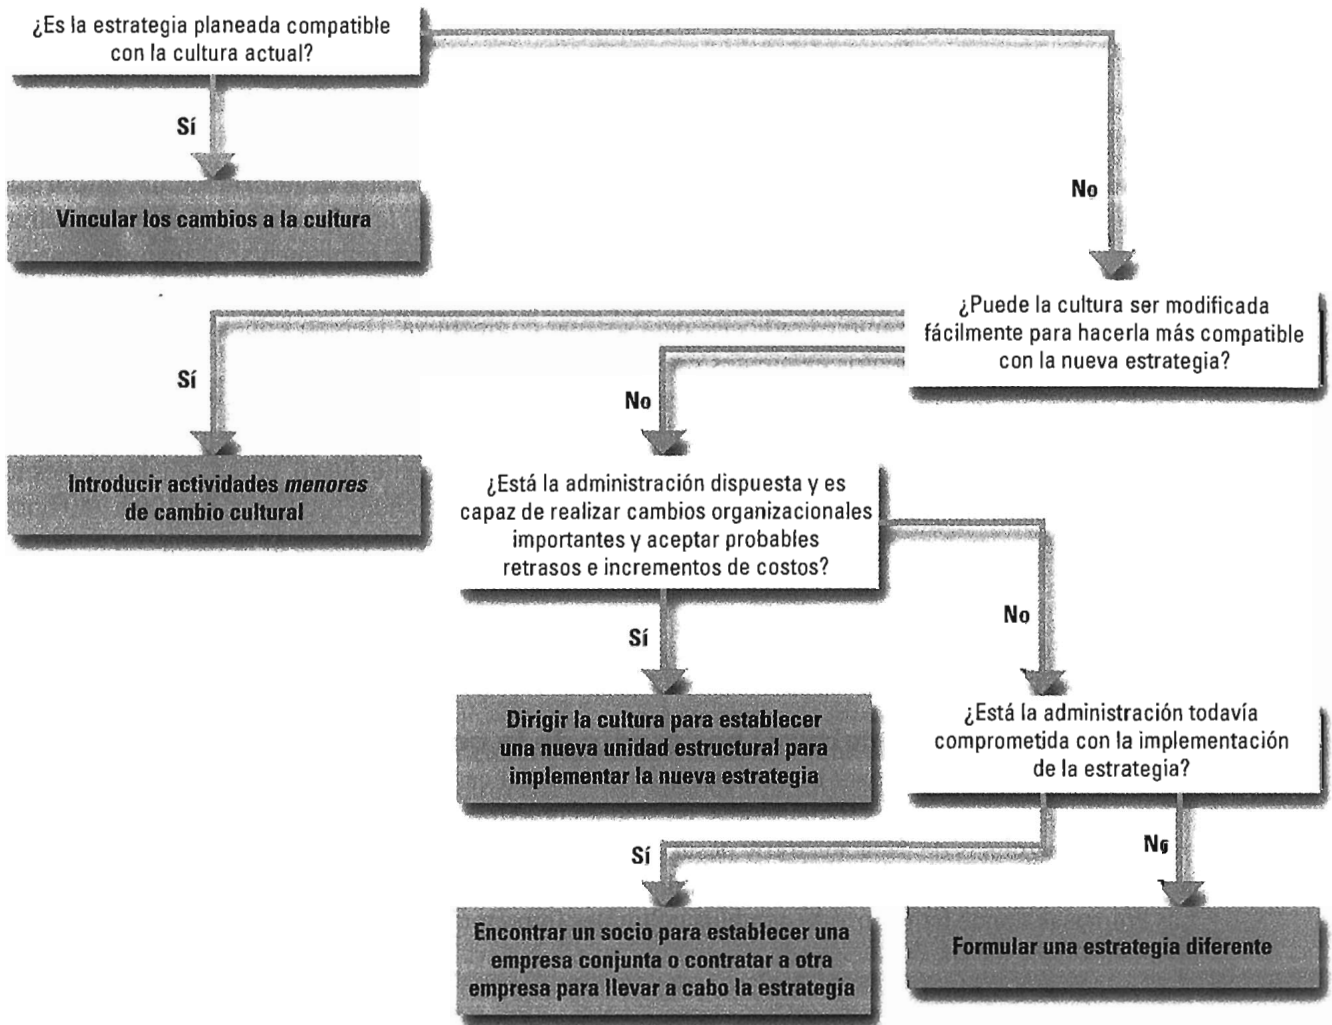 ¿Es la estrategia planeada compatible
con la cultura actual?
Sí
No
Vincular los cambios a la cultura
¿Puede la cultura ser modificada
fácilmente para hacerla más compatible
con la nueva estrategia?
Sí
No
Introducir actividades menores
de cambio cultural
¿Está la administración dispuesta y es
capaz de realizar cambios organizacionales
importantes y aceptar probables
retrasos e incrementos de costos?
Sí
No
Dirigir la cultura para establecer
una nueva unidad estructural para
implementar la nueva estrategia
¿Está la administración todavía
comprometida con la implementación
de la estrategia?
Sí
No
Encontrar un socio para establecer una
empresa conjunta o contratar a otra
empresa para llevar a cabo la estrategia
Formular una estrategia diferente